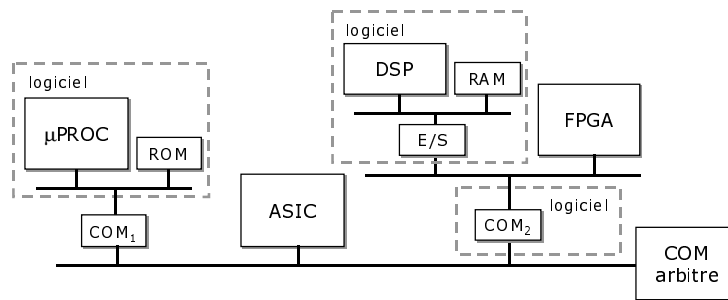 logiciel
DSP
RAM
logiciel
µPROC
ROM
FPGA
E/S
ASIC
logiciel
COM₁
COM₂
COM
arbitre